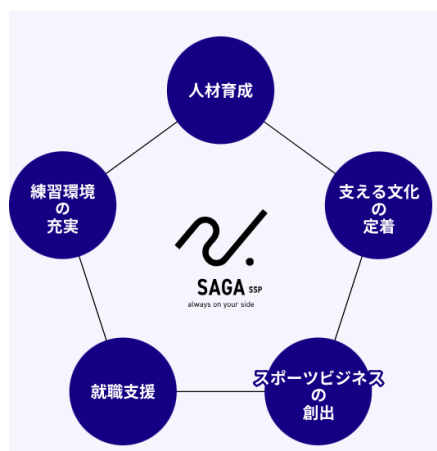 人材育成
練習環境
の
充実
支える文化
の
定着
SAGA SSP
always on your side
就職支援
スポーツビジネス
の
創出